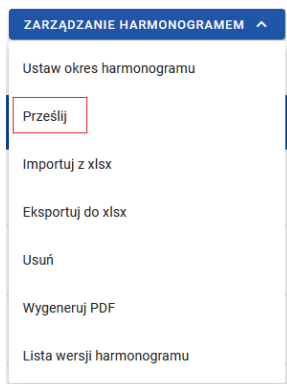 ZARZĄDZANIE HARMONOGRAMEM
Ustaw okres harmonogramu
Prześlij
Importuj z xlsx
Eksportuj do xlsx
Usuń
Wygeneruj PDF
Lista wersji harmonogramu